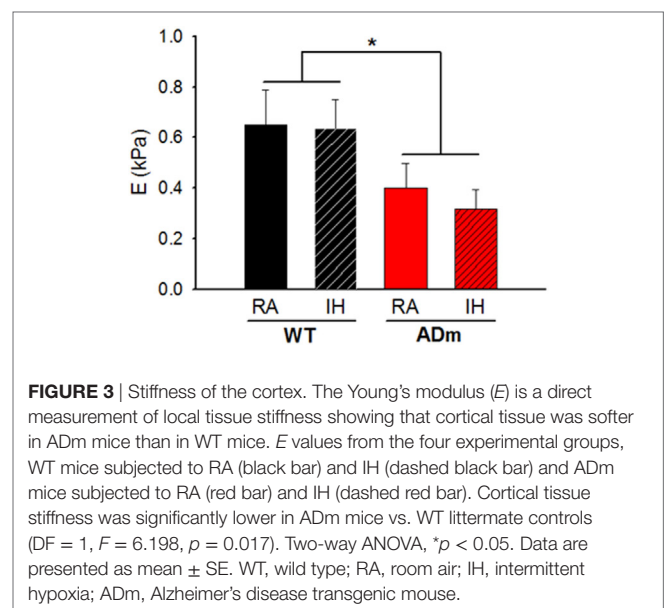 1.0
*
0.8
0.6
E (kPa)
0.4
0.2
0.0
RA IH RA IH
WT ADm
FIGURE 3 | Stiffness of the cortex. The Young’s modulus (E) is a direct
measurement of local tissue stiffness showing that cortical tissue was softer
in ADm mice than in WT mice. E values from the four experimental groups,
WT mice subjected to RA (black bar) and IH (dashed black bar) and ADm
mice subjected to RA (red bar) and IH (dashed red bar). Cortical tissue
stiffness was significantly lower in ADm mice vs. WT littermate controls
(DF = 1, F = 6.198, p = 0.017). Two-way ANOVA, *p < 0.05. Data are
presented as mean ± SE. WT, wild type; RA, room air; IH, intermittent
hypoxia; ADm, Alzheimer’s disease transgenic mouse.